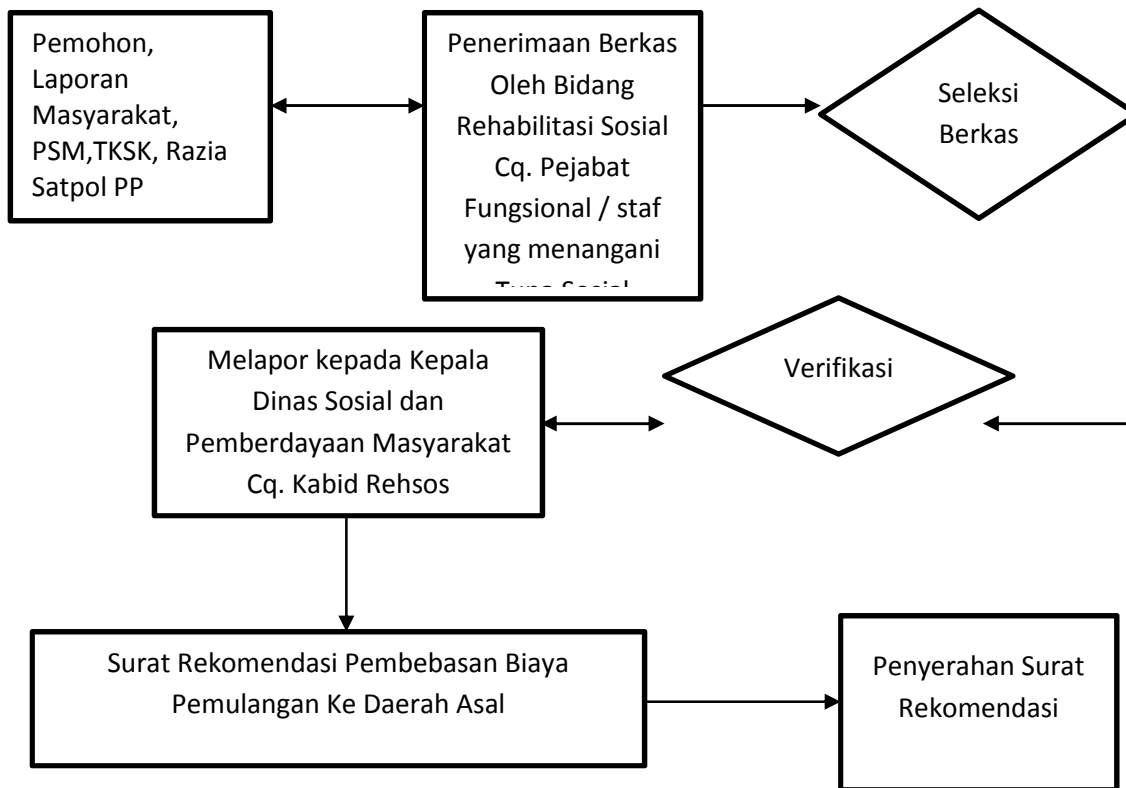 Pemohon,
Laporan
Masyarakat,
PSM,TKSK, Razia
Satpol PP
Penerimaan Berkas
Oleh Bidang
Rehabilitasi Sosial
Cq. Pejabat
Fungsional / staf
yang menangani
Tuna Sosial
Seleksi
Berkas
Melapor kepada Kepala
Dinas Sosial dan
Pemberdayaan Masyarakat
Cq. Kabid Rehsos
Verifikasi
Surat Rekomendasi Pembebasan Biaya
Pemulangan Ke Daerah Asal
Penyerahan Surat
Rekomendasi